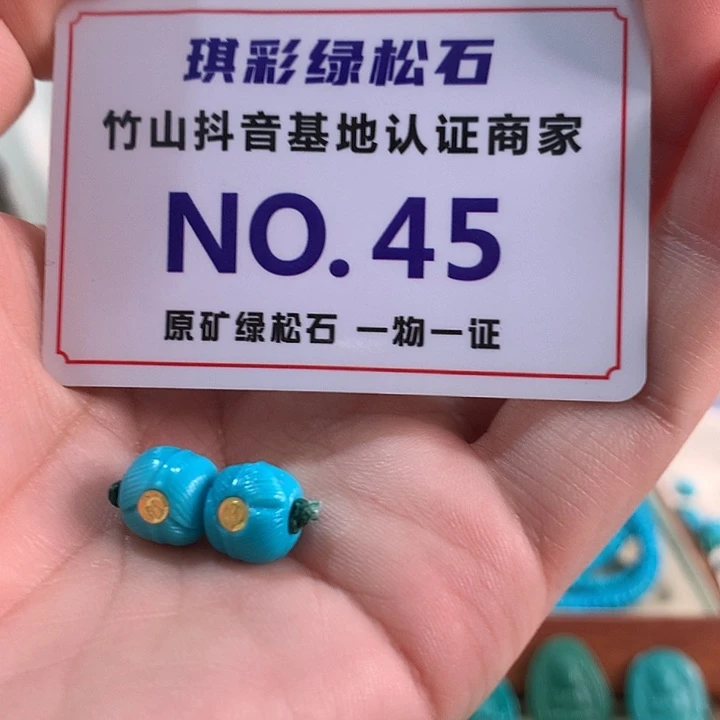 琪彩绿松石
竹山抖音基地认证商家
NO.45
原矿绿松石 一物一证